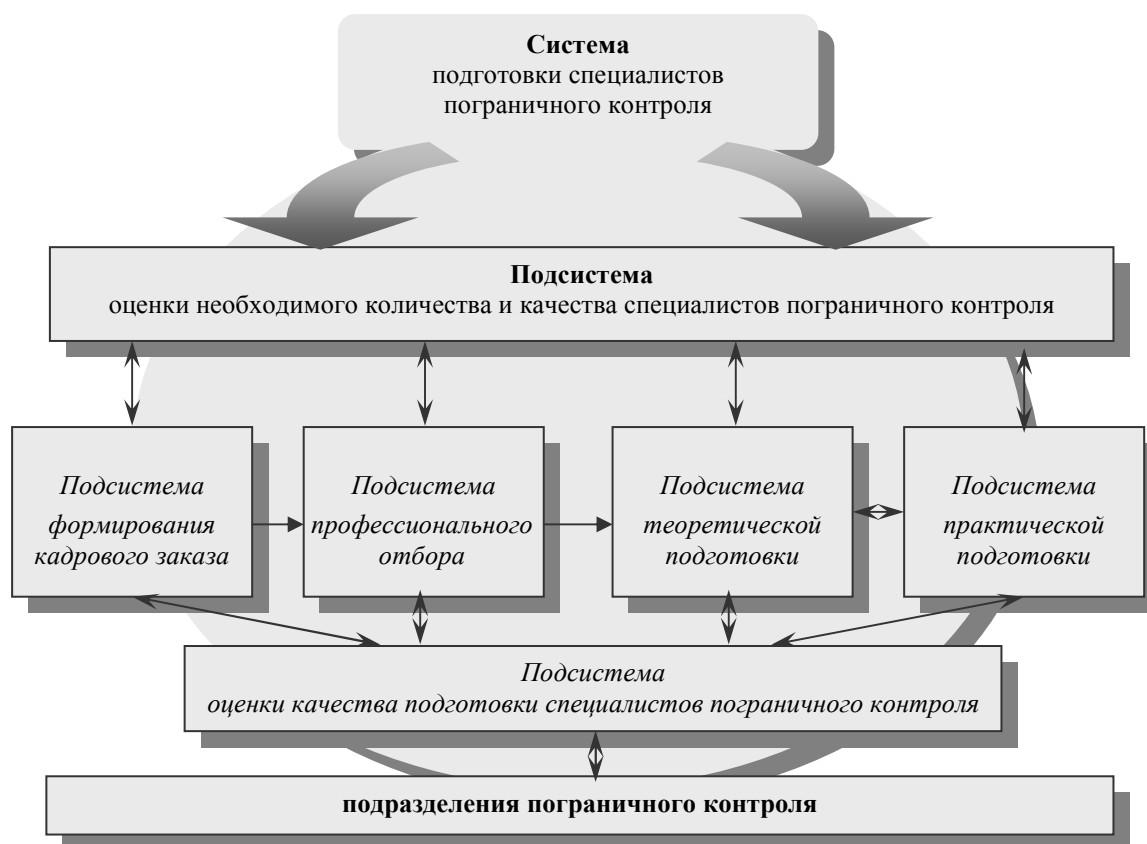 Система
подготовки специалистов
пограничного контроля
Подсистема
оценки необходимого количества и качества специалистов пограничного контроля
Подсистема
формирования
кадрового заказа
Подсистема
профессионального
отбора
Подсистема
теоретической
подготовки
Подсистема
практической
подготовки
Подсистема
оценки качества подготовки специалистов пограничного контроля
подразделения пограничного контроля